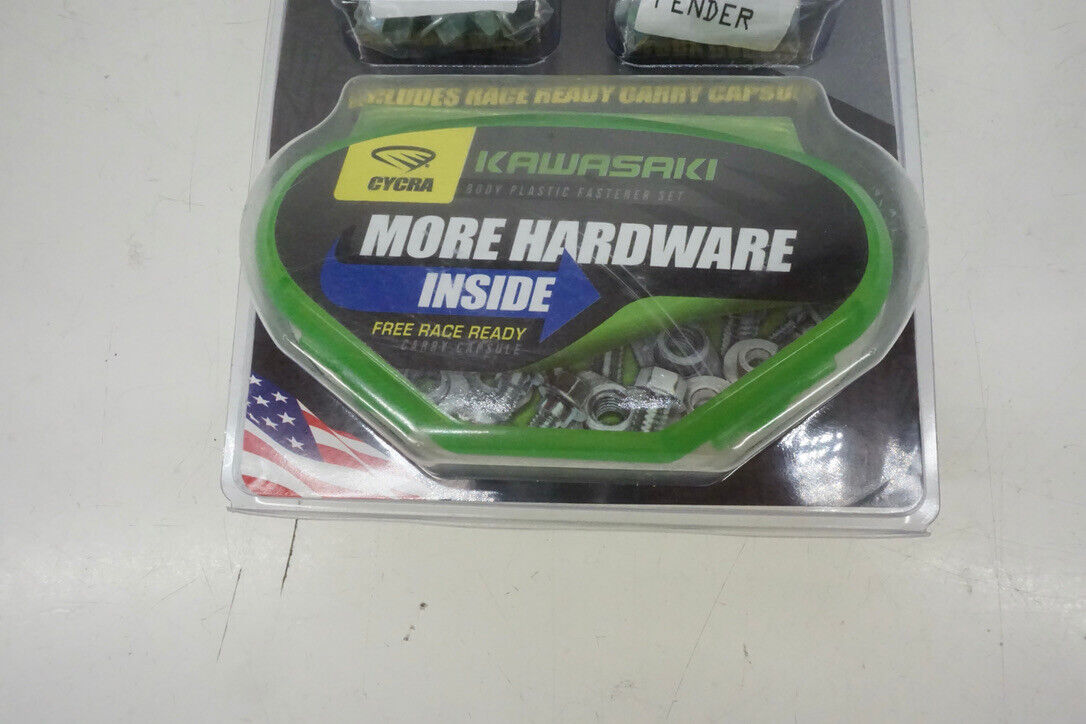 FENDER
INCLUDES RACE READY CARRY CAPSULE
CYCRA
KAWASAKI
BODY PLASTIC FASTENER SET
MORE HARDWARE
INSIDE
FREE RACE READY
CARRY CAPSULE